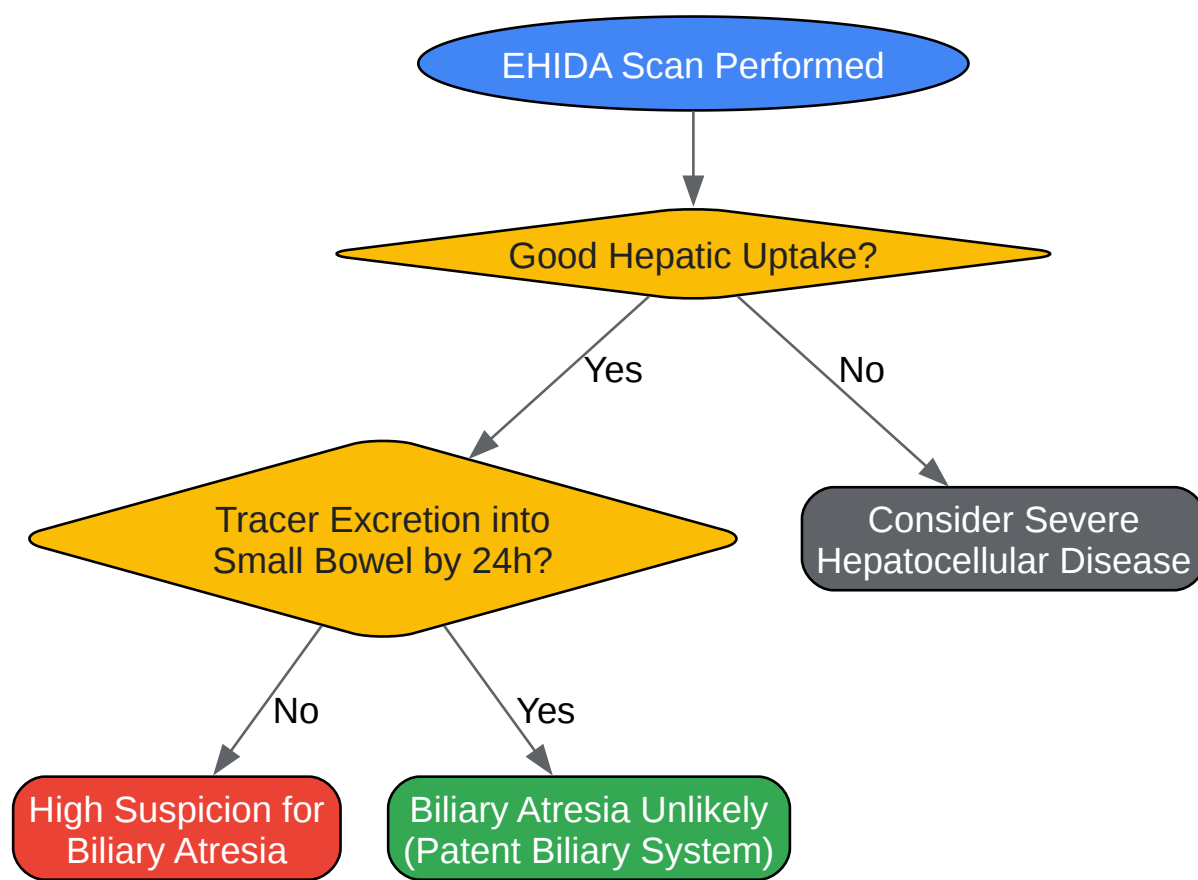 EHIDA Scan Performed
Good Hepatic Uptake?
Yes
No
Tracer Excretion into
Small Bowel by 24h?
Consider Severe
Hepatocellular Disease
No
Yes
High Suspicion for
Biliary Atresia
Biliary Atresia Unlikely
(Patent Biliary System)